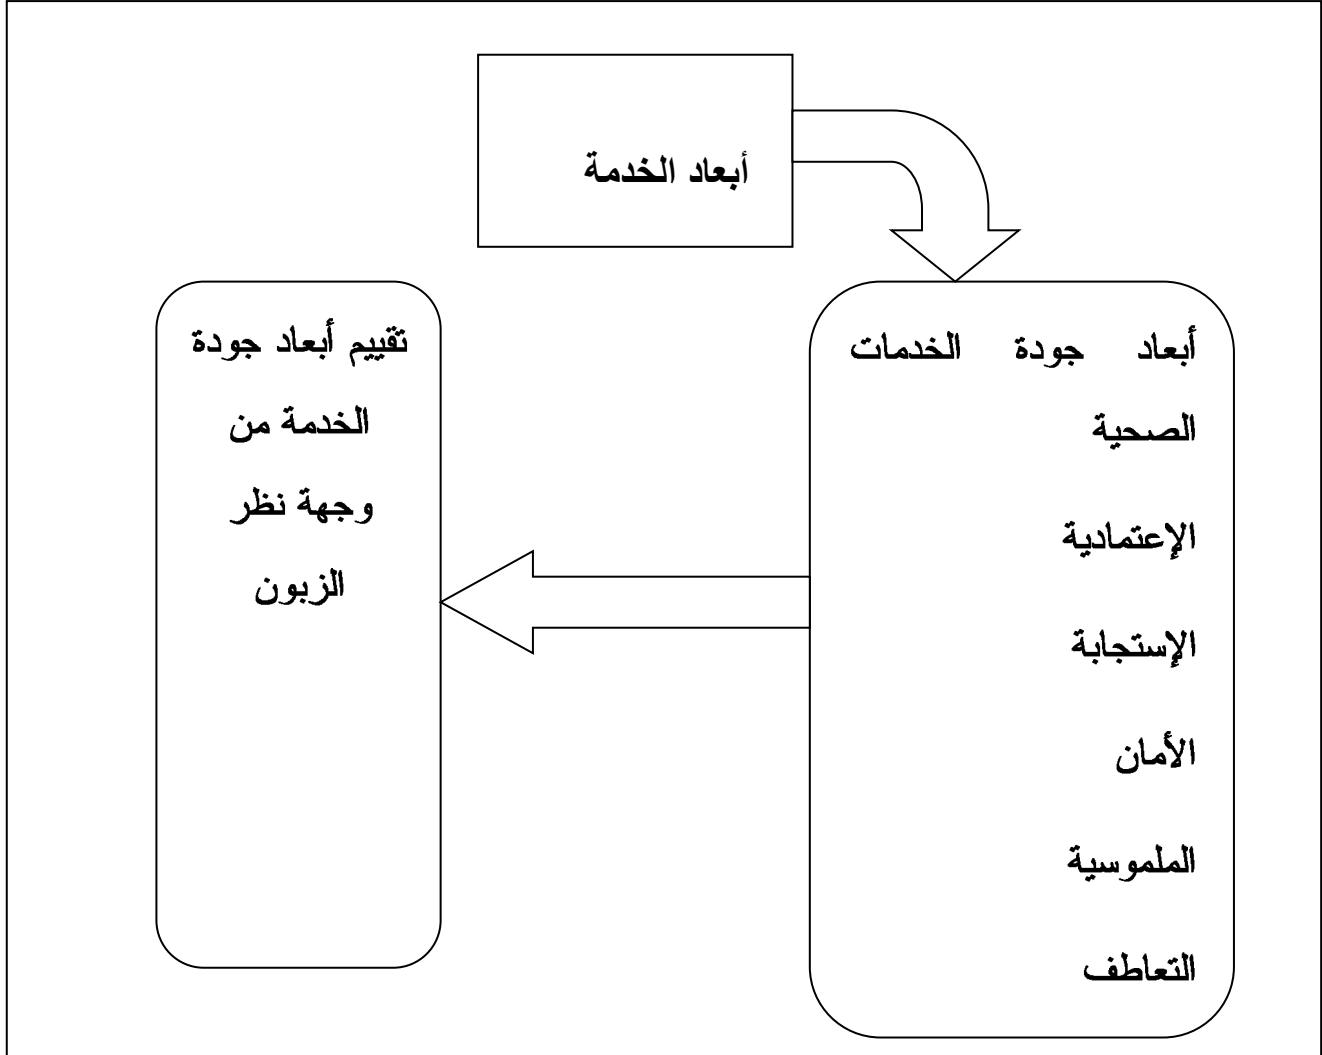 أبعاد الخدمة
أبعاد جودة الخدمات
الصحية
الإعتمادية
الإستجابة
الأمان
الملموسية
التعاطف
تقييم أبعاد جودة
الخدمة من
وجهة نظر
الزبون